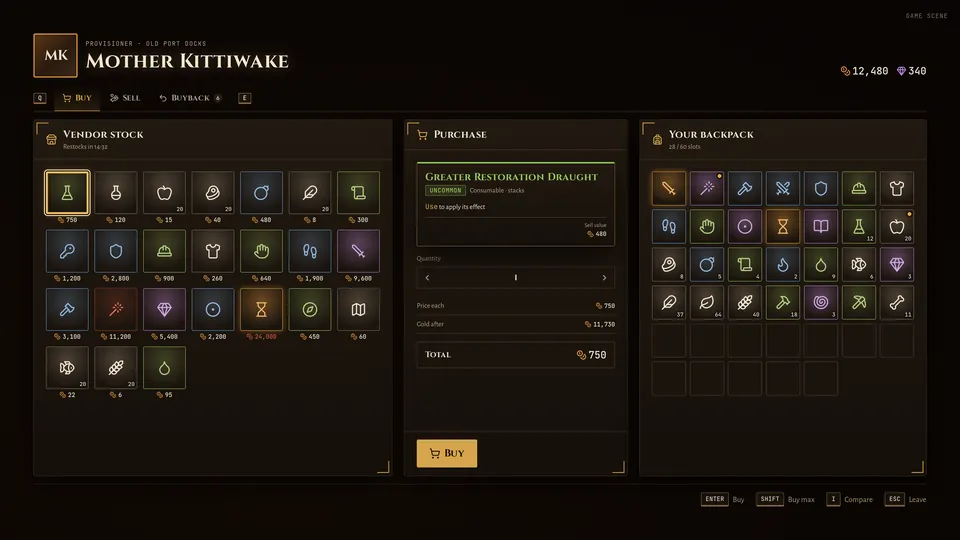 GAME SCENE
MK
PROVISIONER · OLD PORT DOCKS
Mother Kittiwake
12,480 340
Q Buy Sell Buyback 6 E
Vendor stock
Restocks in 14:32
750 120 20 15 20 40 480 20 8 300
1,200 2,800 900 260 640 1,900 9,600
3,100 11,200 5,400 2,200 24,000 450 60
20 22 20 6 95
Purchase
Greater Restoration Draught
UNCOMMON Consumable · stacks
Use to apply its effect
Sell value
480
Quantity
1
Price each 750
Gold after 11,730
Total 750
Buy
Your backpack
28 / 60 slots
12 20
8 5 4 2 9 6 3
37 64 40 18 3 11
ENTER Buy SHIFT Buy max I Compare ESC Leave